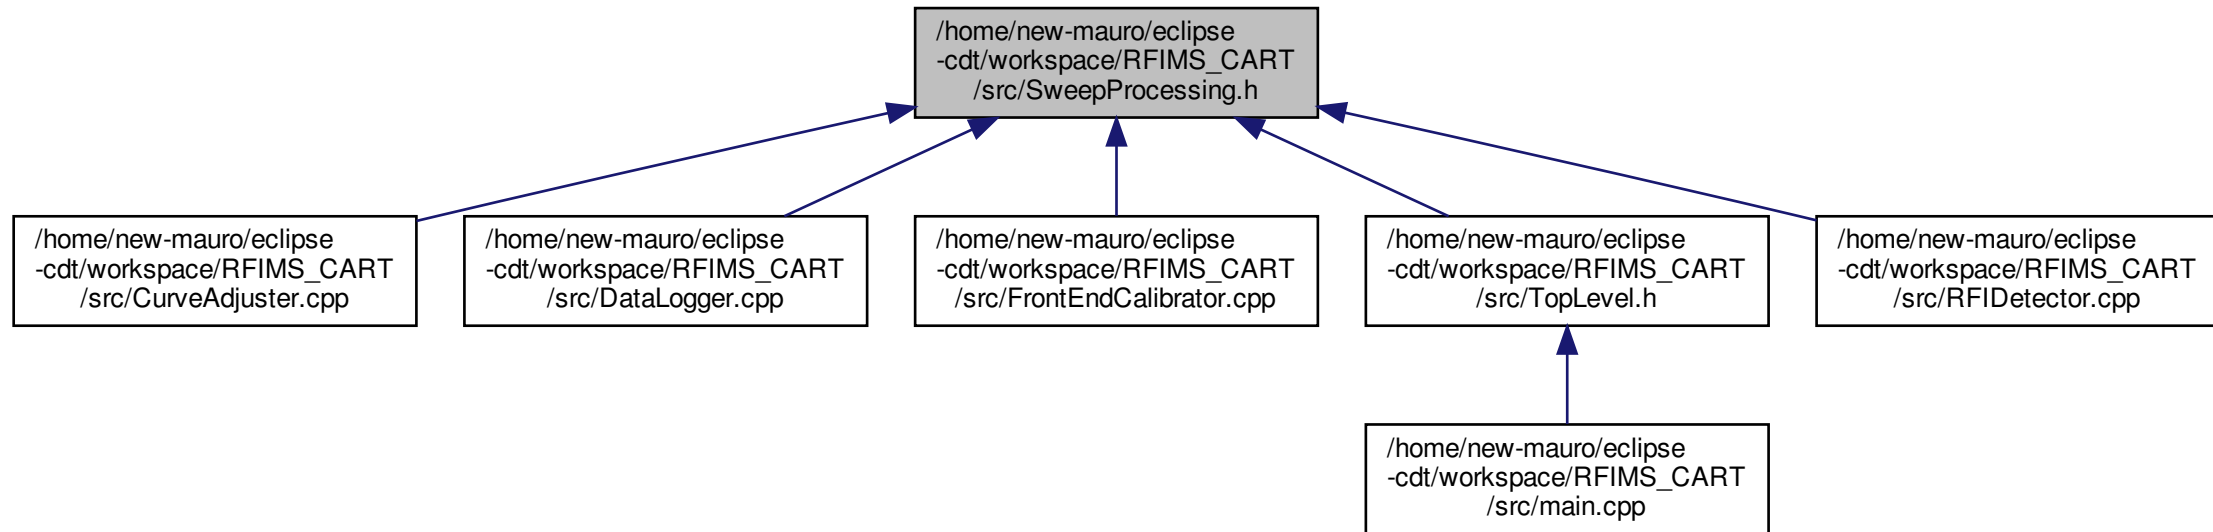 /home/new-mauro/eclipse
-cdt/workspace/RFIMS_CART
/src/SweepProcessing.h
/home/new-mauro/eclipse
-cdt/workspace/RFIMS_CART
/src/CurveAdjuster.cpp
/home/new-mauro/eclipse
-cdt/workspace/RFIMS_CART
/src/DataLogger.cpp
/home/new-mauro/eclipse
-cdt/workspace/RFIMS_CART
/src/FrontEndCalibrator.cpp
/home/new-mauro/eclipse
-cdt/workspace/RFIMS_CART
/src/TopLevel.h
/home/new-mauro/eclipse
-cdt/workspace/RFIMS_CART
/src/RFIDetector.cpp
/home/new-mauro/eclipse
-cdt/workspace/RFIMS_CART
/src/main.cpp